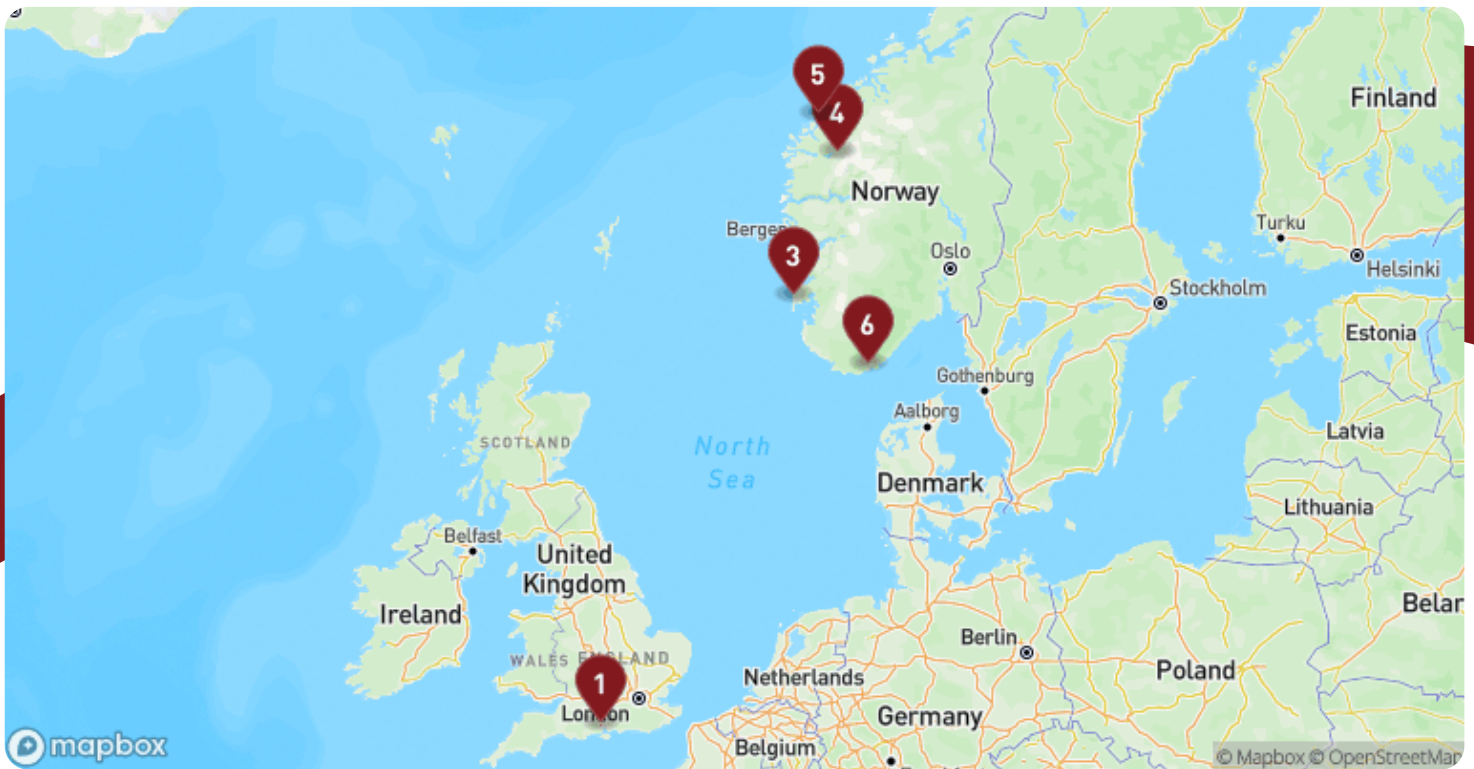 5
4
Finland
Norway
Turku
Bergen
3
Oslo
Helsinki
Stockholm
6
Estonia
Gothenburg
Aalborg
SCOTLAND
North
Sea
Latvia
Denmark
Lithuania
Belfast
United
Kingdom
Ireland
Belar
Berlin
WALES
ENGLAND
Poland
1
Netherlands
London
Germany
Belgium
mapbox
© Mapbox © OpenStreetMap